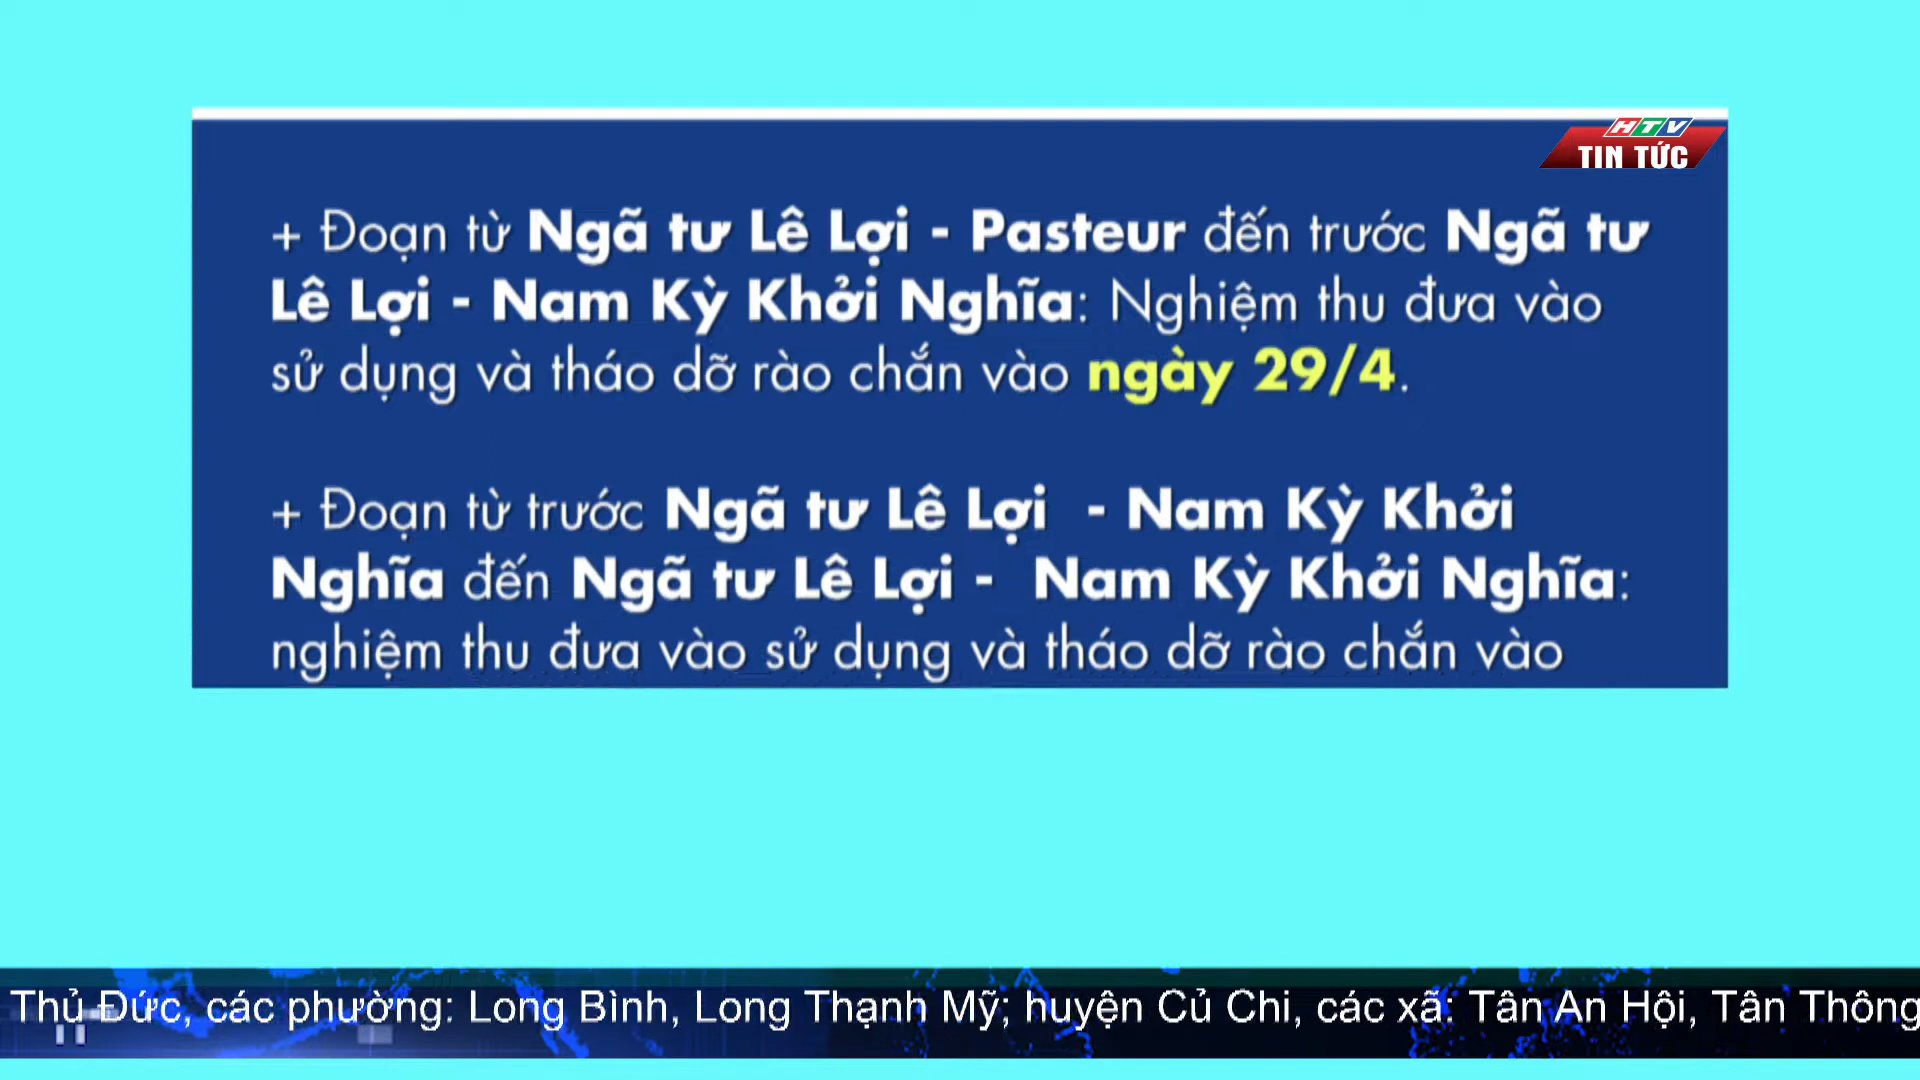 HTV
TIN TỨC
+ Đoạn từ Ngã tư Lê Lợi - Pasteur đến trước Ngã tư
Lê Lợi - Nam Kỳ Khởi Nghĩa: Nghiệm thu đưa vào
sử dụng và tháo dỡ rào chắn vào ngày 29/4.
+ Đoạn từ trước Ngã tư Lê Lợi - Nam Kỳ Khởi
Nghĩa đến Ngã tư Lê Lợi - Nam Kỳ Khởi Nghĩa:
nghiệm thu đưa vào sử dụng và tháo dỡ rào chắn vào
Thủ Đức, các phường: Long Bình, Long Thạnh Mỹ; huyện Củ Chi, các xã: Tân An Hội, Tân Thông